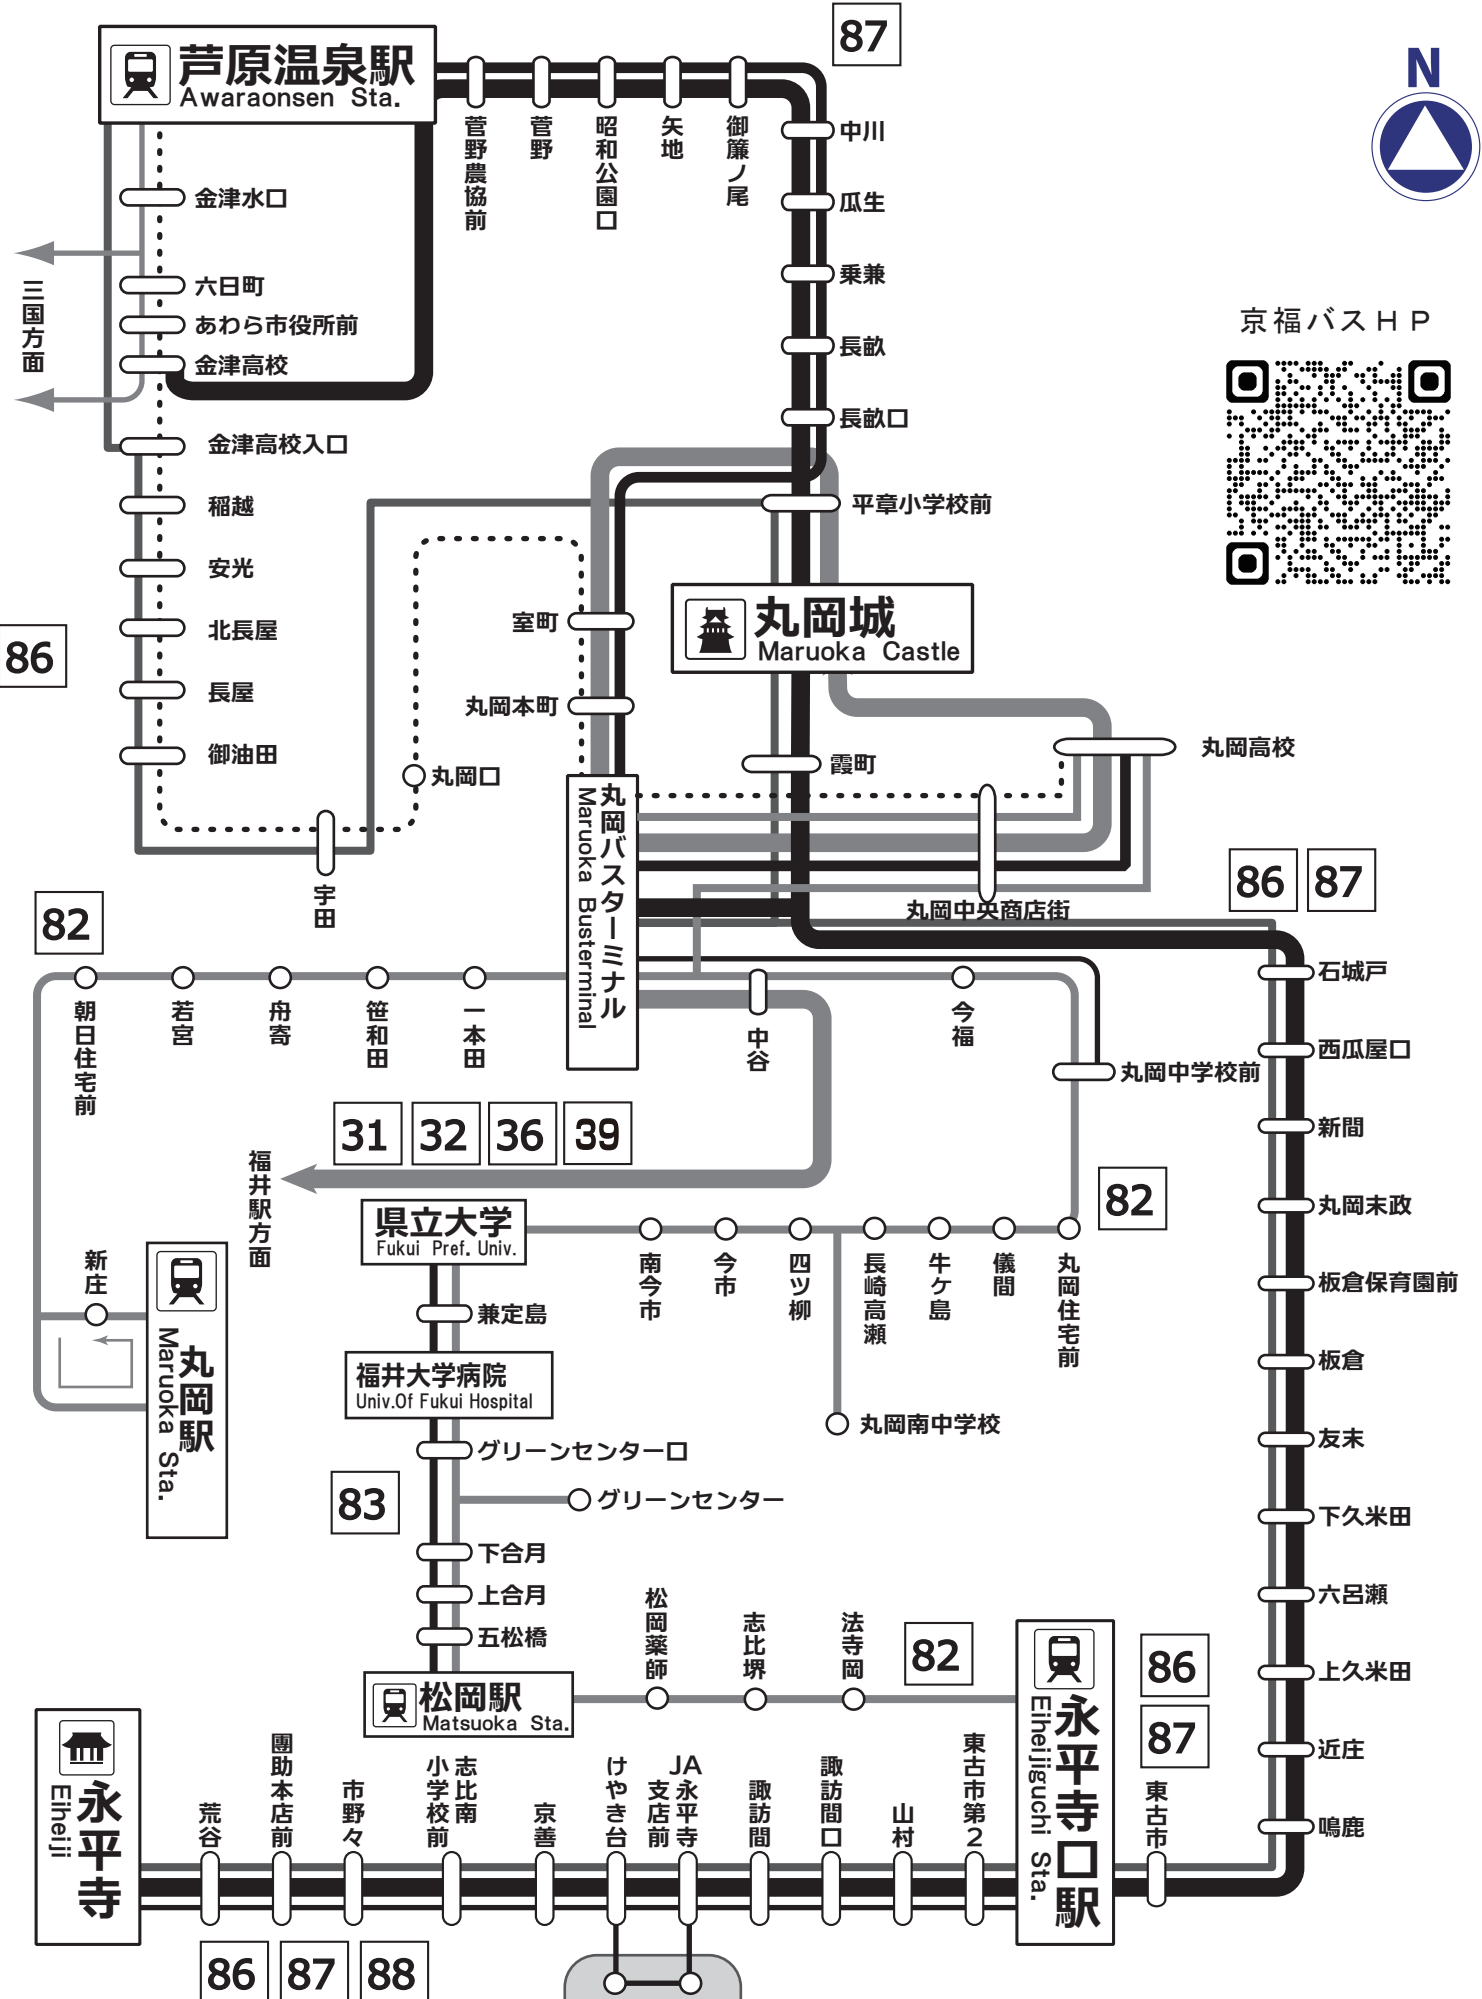 87
芦原温泉駅
Awaraonsen Sta.
N
菅野農協前
菅野
昭和公園口
矢地
御簾ノ尾
中川
瓜生
乗兼
長畝
長畝口
平章小学校前
金津水口
三国方面
六日町
あわら市役所前
金津高校
金津高校入口
稲越
安光
北長屋
長屋
御油田
86
宇田
丸岡口
室町
丸岡本町
京福バスＨＰ
丸岡城
Maruoka Castle
霞町
丸岡高校
丸岡バスターミナル
Maruoka Busterminal
丸岡中央商店街
86
87
82
朝日住宅前
若宮
舟寄
笹和田
一本田
中谷
今福
丸岡中学校前
石城戸
西瓜屋口
新間
丸岡末政
板倉保育園前
板倉
友末
下久米田
六呂瀬
上久米田
近庄
鳴鹿
31
32
36
39
福井駅方面
82
県立大学
Fukui Pref. Univ.
南今市
今市
四ツ柳
長崎高瀬
牛ケ島
儀間
丸岡住宅前
新庄
丸岡駅
Maruoka Sta.
兼定島
福井大学病院
Univ.Of Fukui Hospital
丸岡南中学校
グリーンセンター口
83
グリーンセンター
下合月
上合月
五松橋
松岡駅
Matsuoka Sta.
松岡薬師
志比堺
法寺岡
82
永平寺口駅
Eiheijiguchi Sta.
86
87
東古市
永平寺
Eiheiji
荒谷
團助本店前
市野々
志比南
小学校前
京善
けやき台
JA永平寺
支店前
諏訪間
諏訪間口
山村
東古市第２
86
87
88